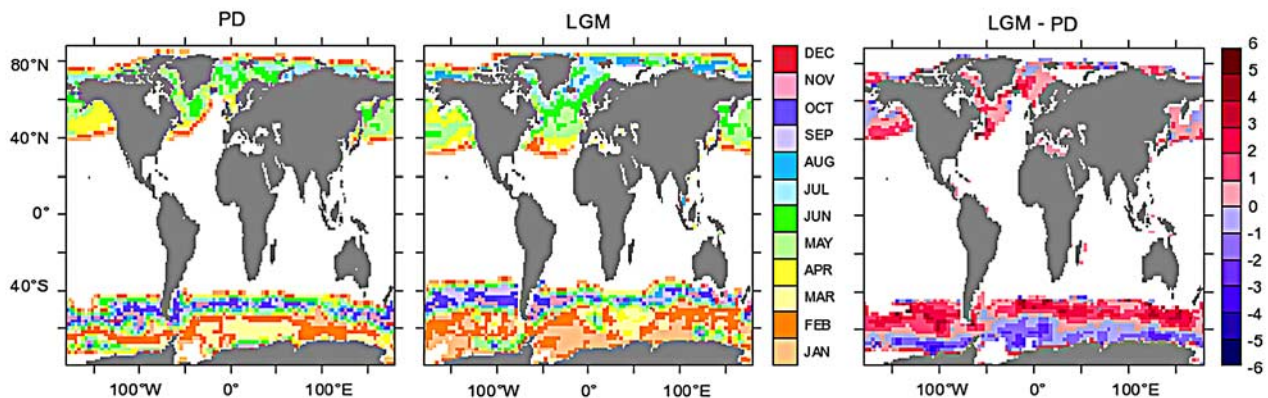 PD
LGM
LGM - PD
80°N
40°N
0°
40°S
100°W
0°
100°E
100°W
0°
100°E
DEC
NOV
OCT
SEP
AUG
JUL
JUN
MAY
APR
MAR
FEB
JAN
100°W
0°
100°E
6
5
4
3
2
1
0
-1
-2
-3
-4
-5
-6